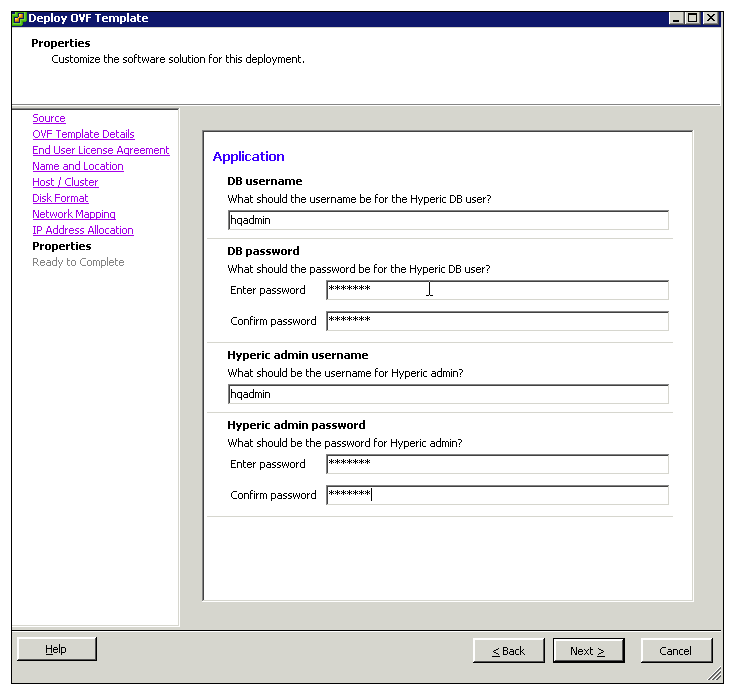 Deploy OVF Template
Properties
Customize the software solution for this deployment.
Source
OVF Template Details
End User License Agreement
Name and Location
Host / Cluster
Disk Format
Network Mapping
IP Address Allocation
Properties
Ready to Complete
Application
DB username
What should the username be for the Hyperic DB user?
hqadmin
DB password
What should the password be for the Hyperic DB user?
Enter password *******
Confirm password *******
Hyperic admin username
What should be the username for Hyperic admin?
hqadmin
Hyperic admin password
What should be the password for Hyperic admin?
Enter password *******
Confirm password *******
Help < Back Next > Cancel